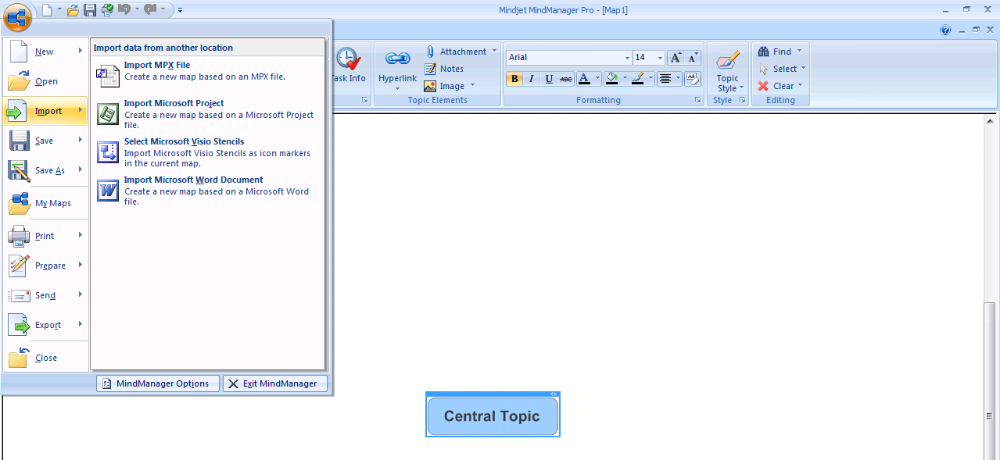 Mindjet MindManager Pro - [Map1]
New
Open
Import
Save
Save As
My Maps
Print
Prepare
Send
Export
Close
Import data from another location
Import MPX File
Create a new map based on an MPX file.
Import Microsoft Project
Create a new map based on a Microsoft Project
file.
Select Microsoft Visio Stencils
Import Microsoft Visio Stencils as icon markers
in the current map.
Import Microsoft Word Document
Create a new map based on a Microsoft Word
file.
MindManager Options
Exit MindManager
ask Info
Hyperlink
Attachment
Notes
Image
Topic Elements
Arial
14
A A
B I U ABC A
Formatting
Topic
Style
Style
Find
Select
Clear
Editing
Central Topic